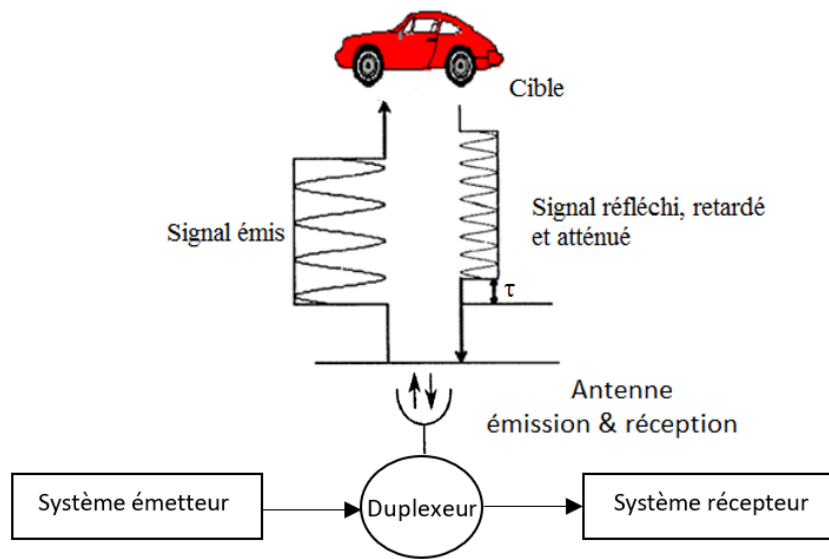 Cible
Signal émis
Signal réfléchi, retardé
et atténué
τ
Antenne
émission & réception
Système émetteur
Duplexeur
Système récepteur